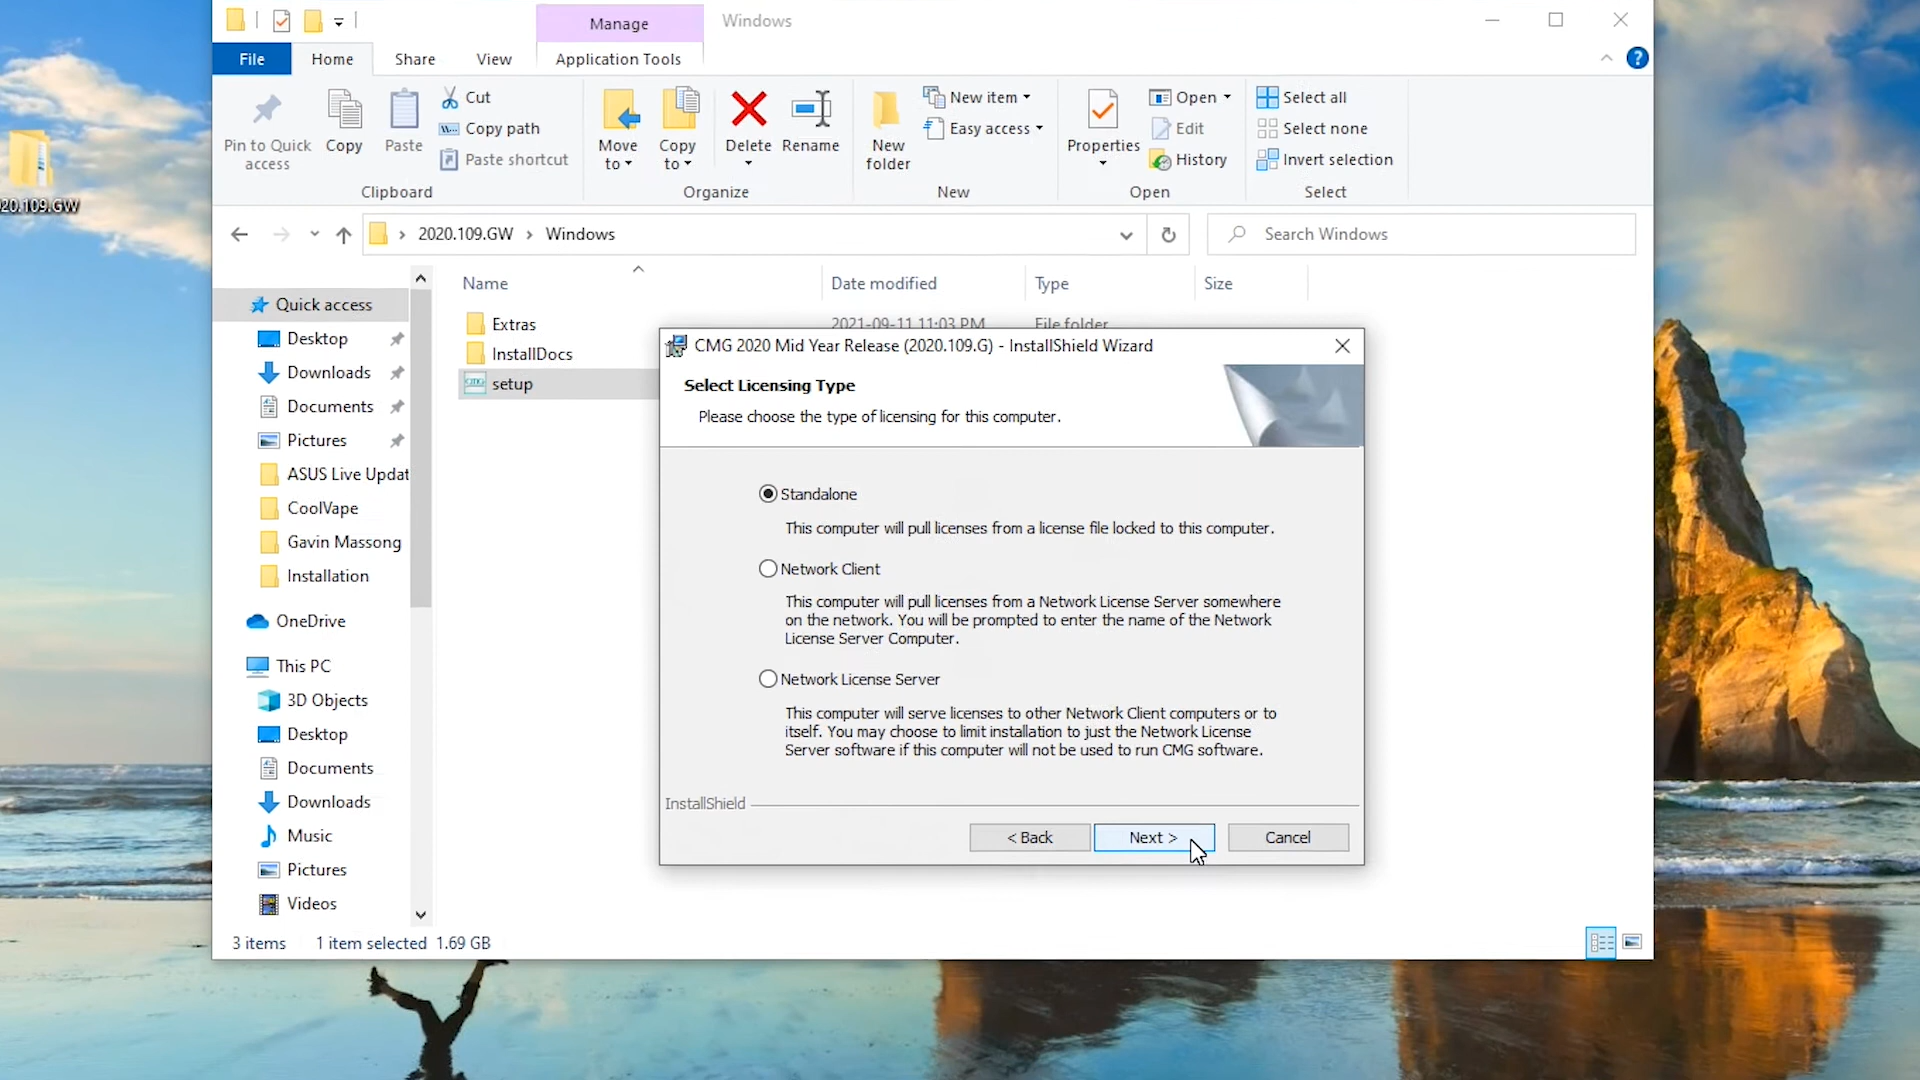 Manage
Windows
File
Home
Share
View
Application Tools
Pin to Quick
access
Copy
Paste
Cut
Copy path
Paste shortcut
Clipboard
Move
to
Copy
to
Delete
Rename
Organize
New
folder
New item
Easy access
New
Properties
Open
Edit
History
Open
Select all
Select none
Invert selection
Select
20.109.GW
2020.109.GW
Windows
Search Windows
Name
Date modified
Type
Size
Quick access
Desktop
Downloads
Documents
Pictures
ASUS Live Updat
CoolVape
Gavin Massong
Installation
OneDrive
This PC
3D Objects
Desktop
Documents
Downloads
Music
Pictures
Videos
Extras
2021-09-11 11:03 PM
File folder
InstallDocs
setup
CMG 2020 Mid Year Release (2020.109.G) - InstallShield Wizard
Select Licensing Type
Please choose the type of licensing for this computer.
Standalone
This computer will pull licenses from a license file locked to this computer.
Network Client
This computer will pull licenses from a Network License Server somewhere
on the network. You will be prompted to enter the name of the Network
License Server Computer.
Network License Server
This computer will serve licenses to other Network Client computers or to
itself. You may choose to limit installation to just the Network License
Server software if this computer will not be used to run CMG software.
InstallShield
< Back
Next >
Cancel
3 items
1 item selected 1.69 GB